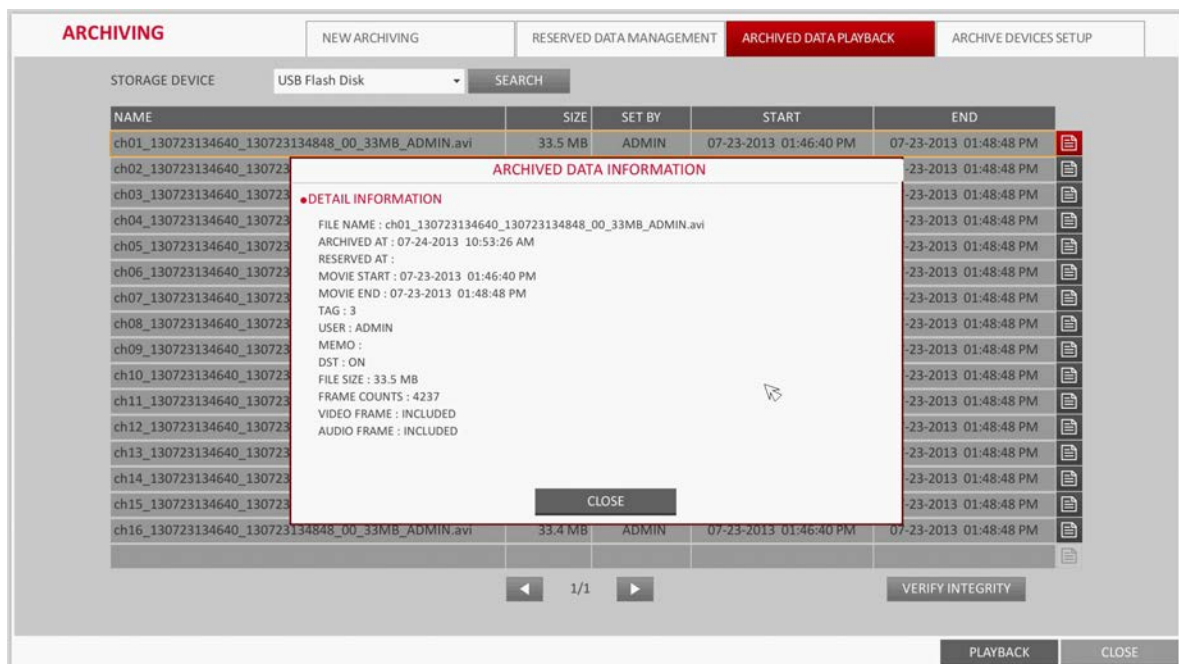 ARCHIVING NEW ARCHIVING RESERVED DATA MANAGEMENT ARCHIVED DATA PLAYBACK ARCHIVE DEVICES SETUP
STORAGE DEVICE USB Flash Disk SEARCH
NAME SIZE SET BY START END
ch01_130723134640_130723134848_00_33MB_ADMIN.avi 33.5 MB ADMIN 07-23-2013 01:46:40 PM 07-23-2013 01:48:48 PM
ch02_130723134640_130723 -23-2013 01:48:48 PM
ch03_130723134640_130723 -23-2013 01:48:48 PM
ch04_130723134640_130723 -23-2013 01:48:48 PM
ch05_130723134640_130723 -23-2013 01:48:48 PM
ch06_130723134640_130723 -23-2013 01:48:48 PM
ch07_130723134640_130723 -23-2013 01:48:48 PM
ch08_130723134640_130723 -23-2013 01:48:48 PM
ch09_130723134640_130723 -23-2013 01:48:48 PM
ch10_130723134640_130723 -23-2013 01:48:48 PM
ch11_130723134640_130723 -23-2013 01:48:48 PM
ch12_130723134640_130723 -23-2013 01:48:48 PM
ch13_130723134640_130723 -23-2013 01:48:48 PM
ch14_130723134640_130723 -23-2013 01:48:48 PM
ch15_130723134640_130723 -23-2013 01:48:48 PM
ch16_130723134640_130723134848_00_33MB_ADMIN.avi 33.4 MB ADMIN 07-23-2013 01:46:40 PM 07-23-2013 01:48:48 PM
ARCHIVED DATA INFORMATION
●DETAIL INFORMATION
FILE NAME : ch01_130723134640_130723134848_00_33MB_ADMIN.avi
ARCHIVED AT : 07-24-2013 10:53:26 AM
RESERVED AT :
MOVIE START : 07-23-2013 01:46:40 PM
MOVIE END : 07-23-2013 01:48:48 PM
TAG : 3
USER : ADMIN
MEMO :
DST : ON
FILE SIZE : 33.5 MB
FRAME COUNTS : 4237
VIDEO FRAME : INCLUDED
AUDIO FRAME : INCLUDED
CLOSE
1/1 VERIFY INTEGRITY
PLAYBACK CLOSE